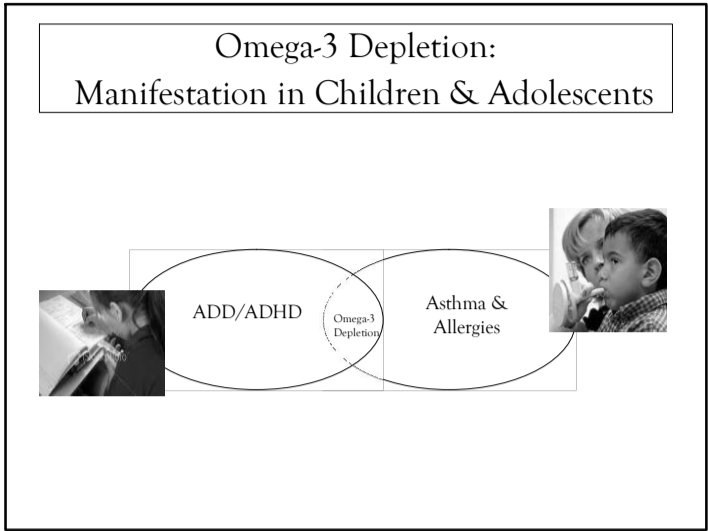 Omega-3 Depletion:
Manifestation in Children & Adolescents
ADD/ADHD
Omega-3
Depletion
Asthma &
Allergies